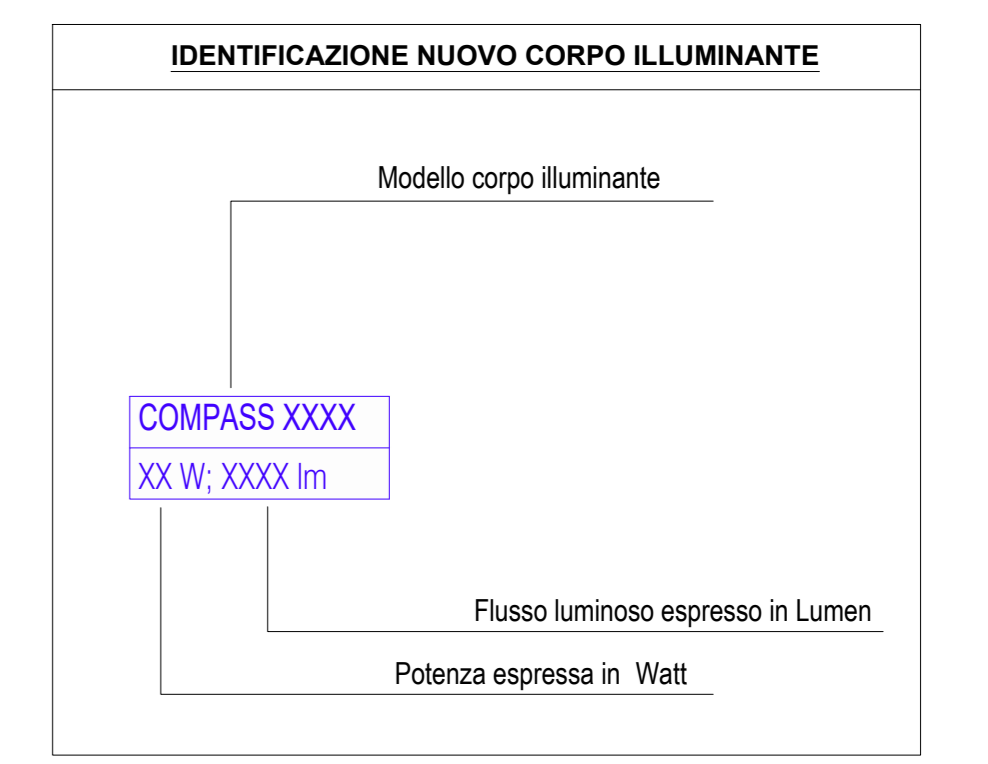 IDENTIFICAZIONE NUOVO CORPO ILLUMINANTE
Modello corpo illuminante
COMPASS XXXX
XX W; XXXX lm
Flusso luminoso espresso in Lumen
Potenza espressa in Watt